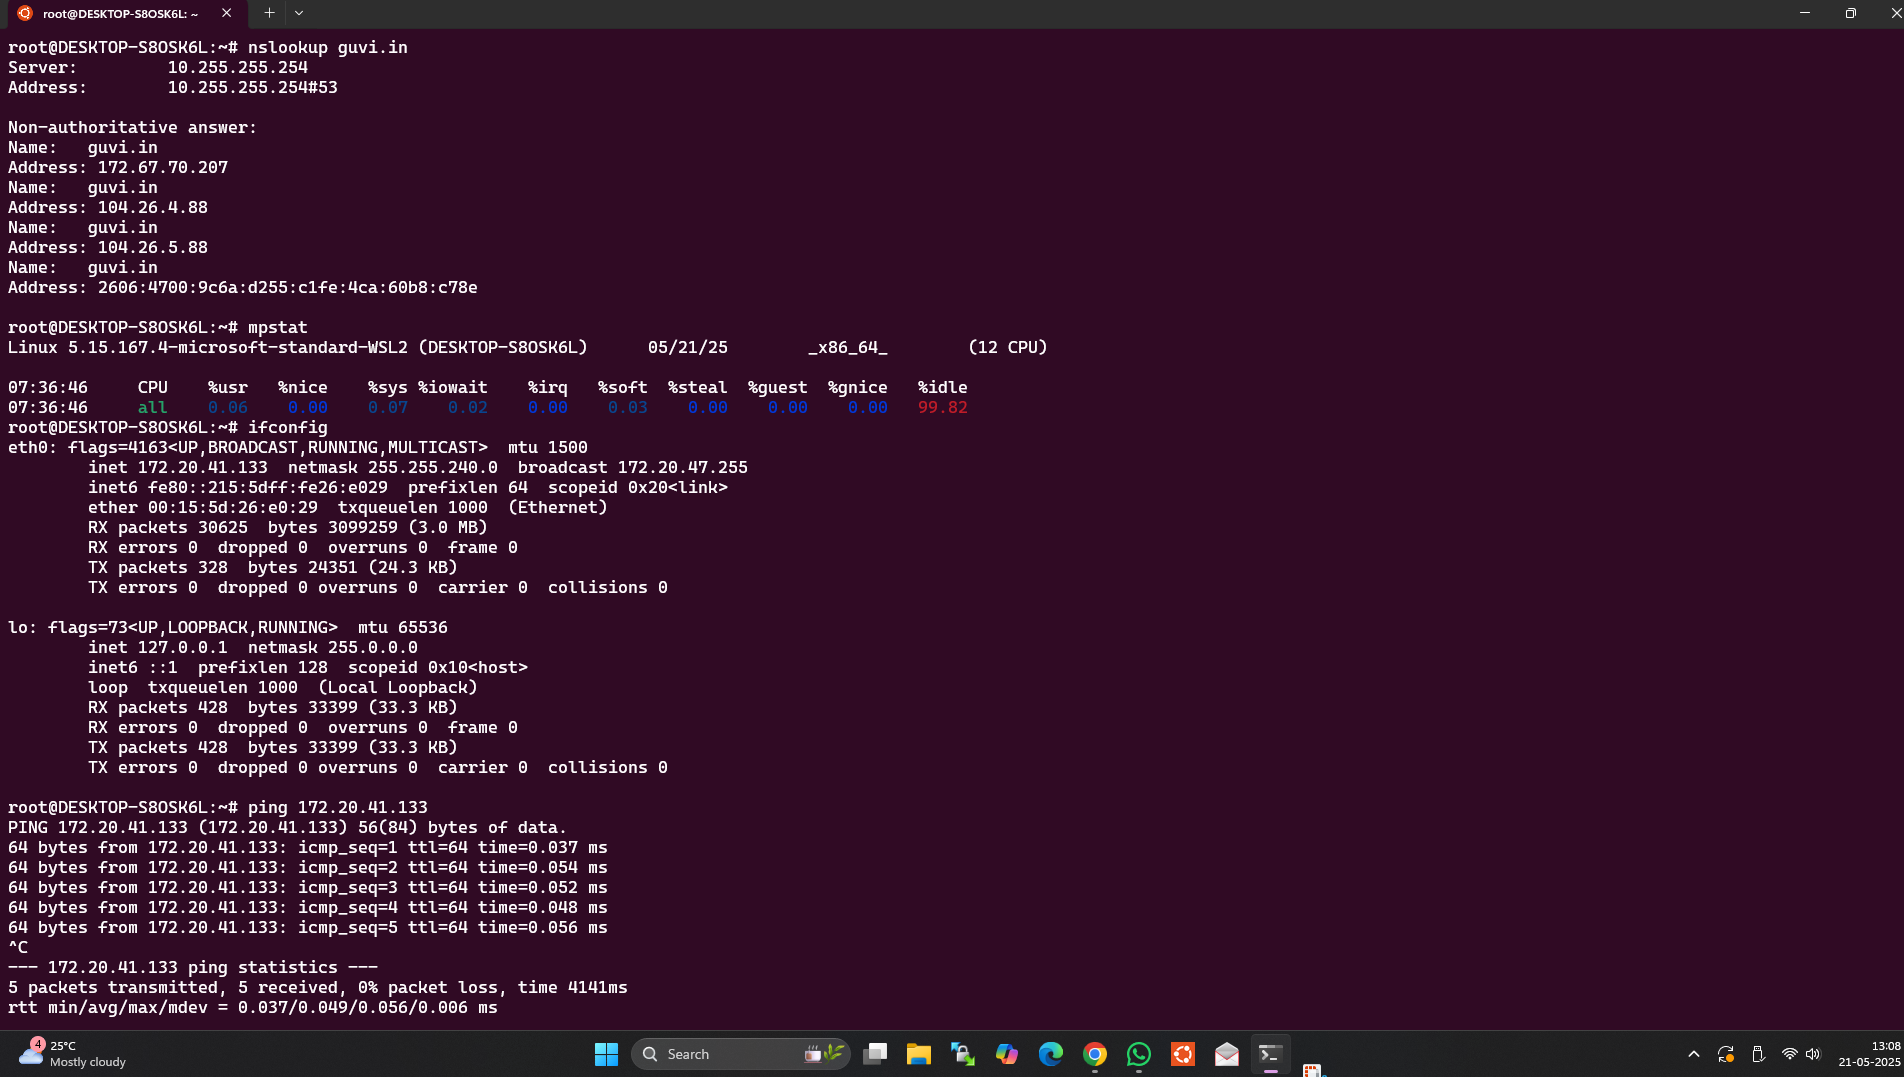 root@DESKTOP-S8OSK6L: ~
root@DESKTOP-S8OSK6L:~# nslookup guvi.in
Server:         10.255.255.254
Address:        10.255.255.254#53
Non-authoritative answer:
Name:   guvi.in
Address: 172.67.70.207
Name:   guvi.in
Address: 104.26.4.88
Name:   guvi.in
Address: 104.26.5.88
Name:   guvi.in
Address: 2606:4700:9c6a:d255:c1fe:4ca:60b8:c78e
root@DESKTOP-S8OSK6L:~# mpstat
Linux 5.15.167.4-microsoft-standard-WSL2 (DESKTOP-S8OSK6L)      05/21/25        _x86_64_        (12 CPU)
07:36:46     CPU    %usr   %nice    %sys %iowait    %irq   %soft  %steal  %guest  %gnice   %idle
07:36:46     all    0.06    0.00    0.07    0.02    0.00    0.03    0.00    0.00    0.00   99.82
root@DESKTOP-S8OSK6L:~# ifconfig
eth0: flags=4163<UP,BROADCAST,RUNNING,MULTICAST>  mtu 1500
        inet 172.20.41.133  netmask 255.255.240.0  broadcast 172.20.47.255
        inet6 fe80::215:5dff:fe26:e029  prefixlen 64  scopeid 0x20<link>
        ether 00:15:5d:26:e0:29  txqueuelen 1000  (Ethernet)
        RX packets 30625  bytes 3099259 (3.0 MB)
        RX errors 0  dropped 0  overruns 0  frame 0
        TX packets 328  bytes 24351 (24.3 KB)
        TX errors 0  dropped 0 overruns 0  carrier 0  collisions 0
lo: flags=73<UP,LOOPBACK,RUNNING>  mtu 65536
        inet 127.0.0.1  netmask 255.0.0.0
        inet6 ::1  prefixlen 128  scopeid 0x10<host>
        loop  txqueuelen 1000  (Local Loopback)
        RX packets 428  bytes 33399 (33.3 KB)
        RX errors 0  dropped 0  overruns 0  frame 0
        TX packets 428  bytes 33399 (33.3 KB)
        TX errors 0  dropped 0 overruns 0  carrier 0  collisions 0
root@DESKTOP-S8OSK6L:~# ping 172.20.41.133
PING 172.20.41.133 (172.20.41.133) 56(84) bytes of data.
64 bytes from 172.20.41.133: icmp_seq=1 ttl=64 time=0.037 ms
64 bytes from 172.20.41.133: icmp_seq=2 ttl=64 time=0.054 ms
64 bytes from 172.20.41.133: icmp_seq=3 ttl=64 time=0.052 ms
64 bytes from 172.20.41.133: icmp_seq=4 ttl=64 time=0.048 ms
64 bytes from 172.20.41.133: icmp_seq=5 ttl=64 time=0.056 ms
^C
--- 172.20.41.133 ping statistics ---
5 packets transmitted, 5 received, 0% packet loss, time 4141ms
rtt min/avg/max/mdev = 0.037/0.049/0.056/0.006 ms
4
25°C
Mostly cloudy
Search
13:08
21-05-2025